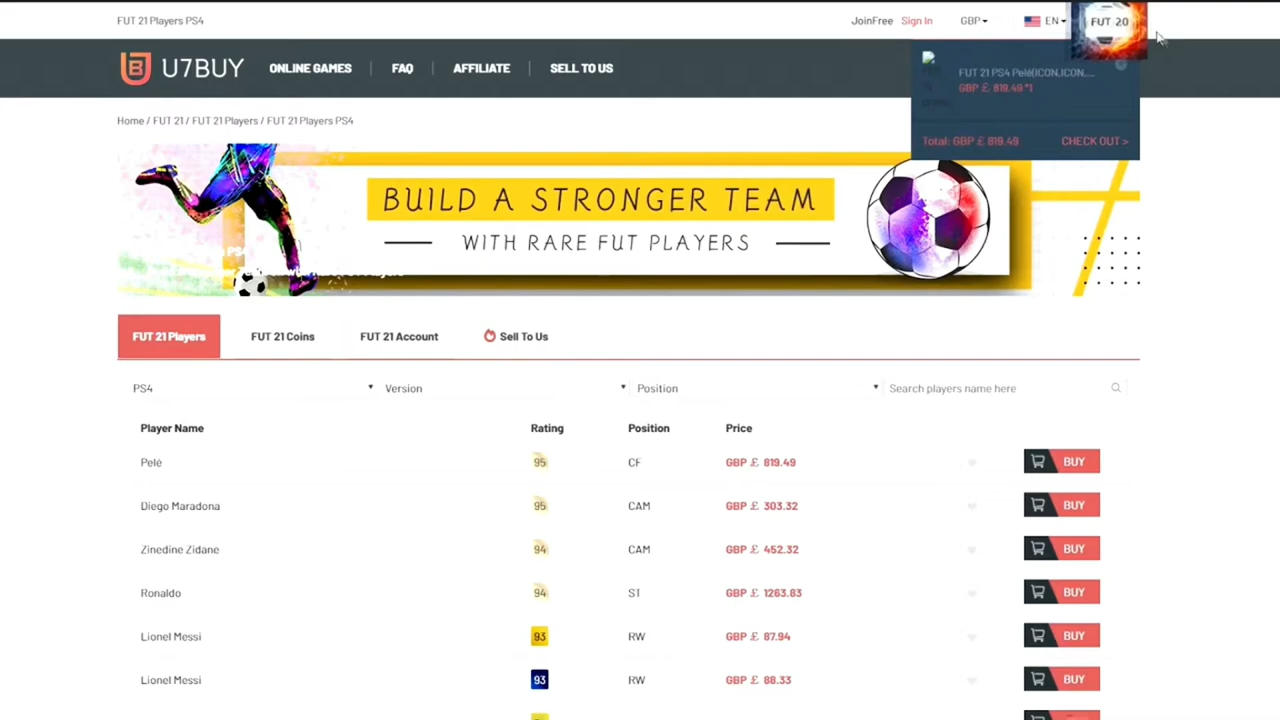 FUT 21 Players PS4
JoinFree Sign In GBP EN
FUT 20
U7BUY ONLINE GAMES FAQ AFFILIATE SELL TO US
FUT 21 PS4 Pelé(ICON,ICON,...
GBP £ 819.49 *1
Total: GBP £ 819.49 CHECK OUT >
Home / FUT 21 / FUT 21 Players / FUT 21 Players PS4
BUILD A STRONGER TEAM
WITH RARE FUT PLAYERS
FUT 21 Players FUT 21 Coins FUT 21 Account Sell To Us
PS4 Version Position Search players name here
Player Name Rating Position Price
Pelé 95 CF GBP £ 819.49 BUY
Diego Maradona 95 CAM GBP £ 303.32 BUY
Zinedine Zidane 94 CAM GBP £ 452.32 BUY
Ronaldo 94 ST GBP £ 1263.83 BUY
Lionel Messi 93 RW GBP £ 87.94 BUY
Lionel Messi 93 RW GBP £ 88.33 BUY